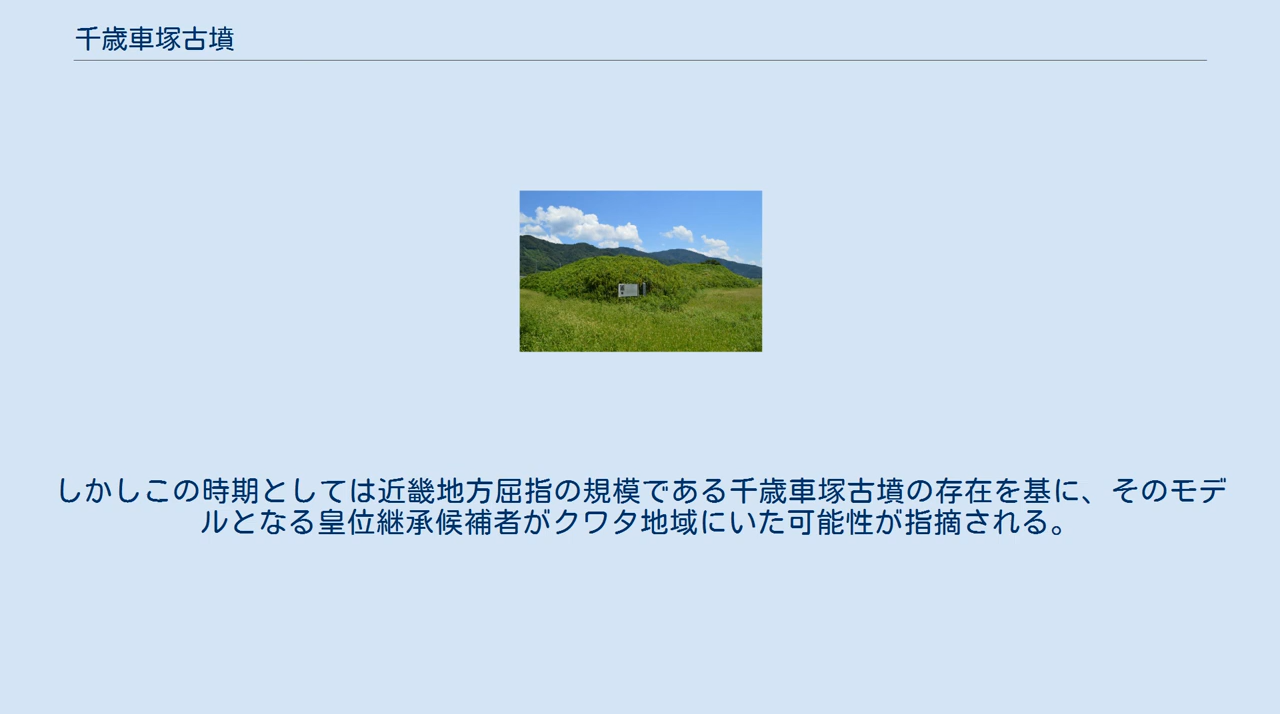 千歳車塚古墳
しかしこの時期としては近畿地方屈指の規模である千歳車塚古墳の存在を基に、そのモデ
ルとなる皇位継承候補者がクワタ地域にいた可能性が指摘される。